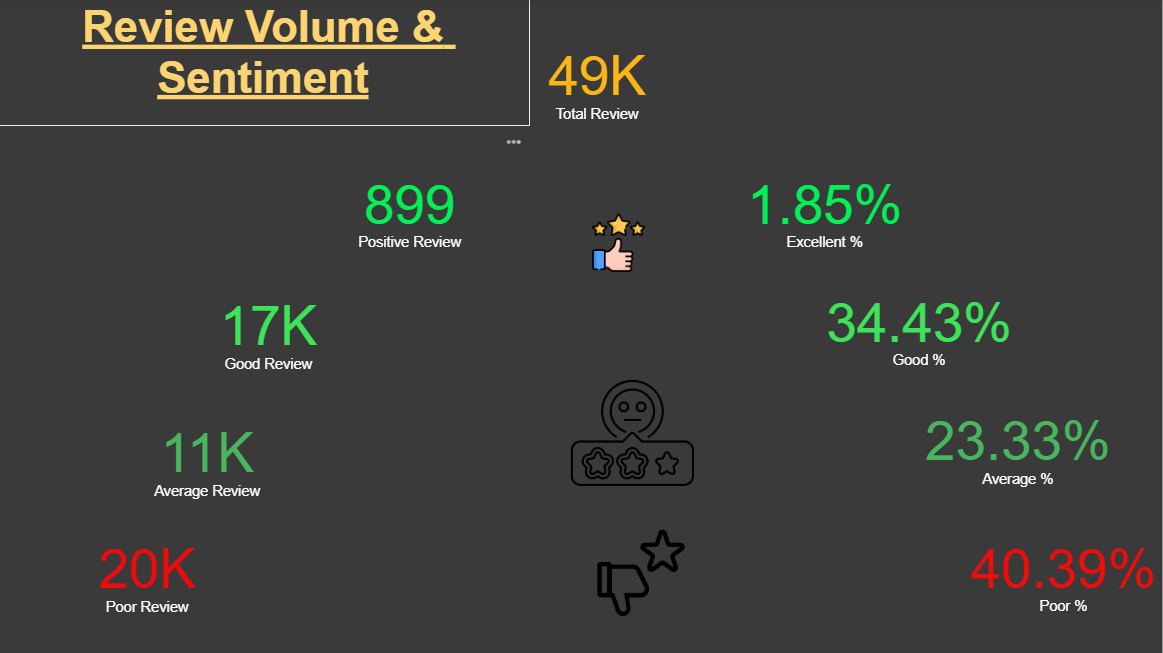 Review Volume &
Sentiment
49K
Total Review
899
Positive Review
1.85%
Excellent %
17K
Good Review
34.43%
Good %
11K
Average Review
23.33%
Average %
20K
Poor Review
40.39%
Poor %